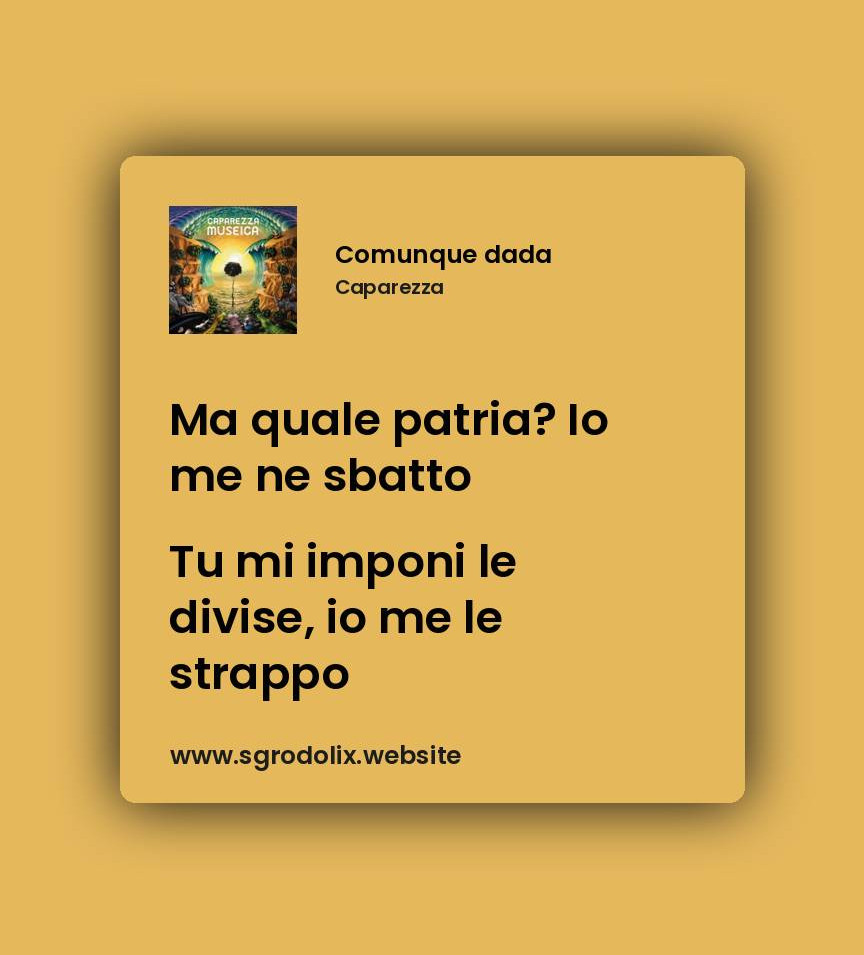 CAPAREZZA
MUSEICA
Comunque dada
Caparezza
Ma quale patria? Io
me ne sbatto
Tu mi imponi le
divise, io me le
strappo
www.sgrodolix.website